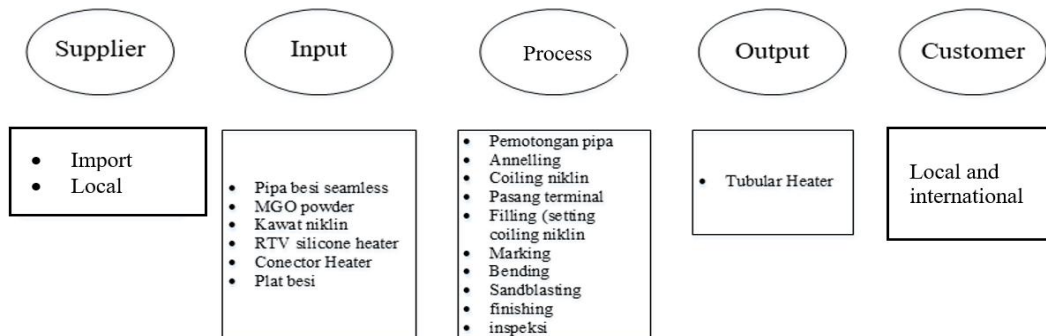 Supplier
Input
Process
Output
Customer
• Import
• Local
• Pipa besi seamless
• MGO powder
• Kawat niklin
• RTV silicone heater
• Conector Heater
• Plat besi
• Pemotongan pipa
• Annelling
• Coiling niklin
• Pasang terminal
• Filling (setting
coiling niklin
• Marking
• Bending
• Sandblasting
• finishing
• inspeksi
• Tubular Heater
Local and
international